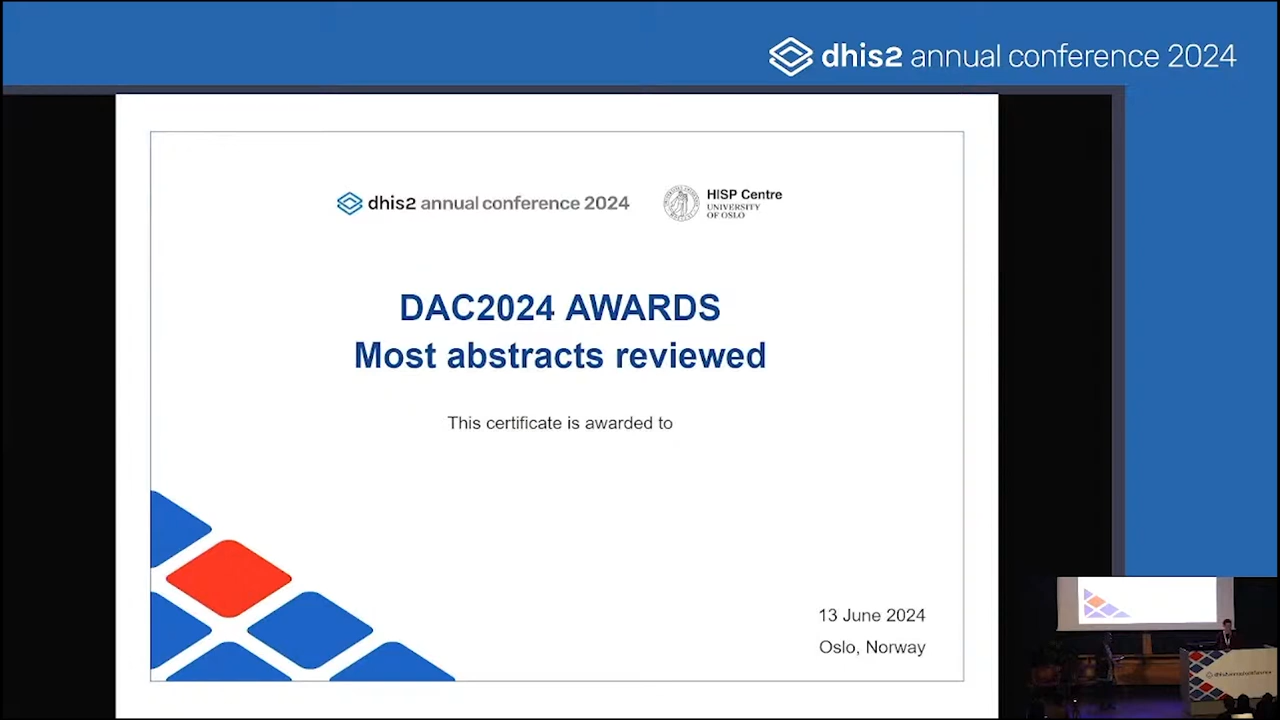 dhis2 annual conference 2024
dhis2 annual conference 2024
HISP Centre
UNIVERSITY
OF OSLO
DAC2024 AWARDS
Most abstracts reviewed
This certificate is awarded to
13 June 2024
Oslo, Norway